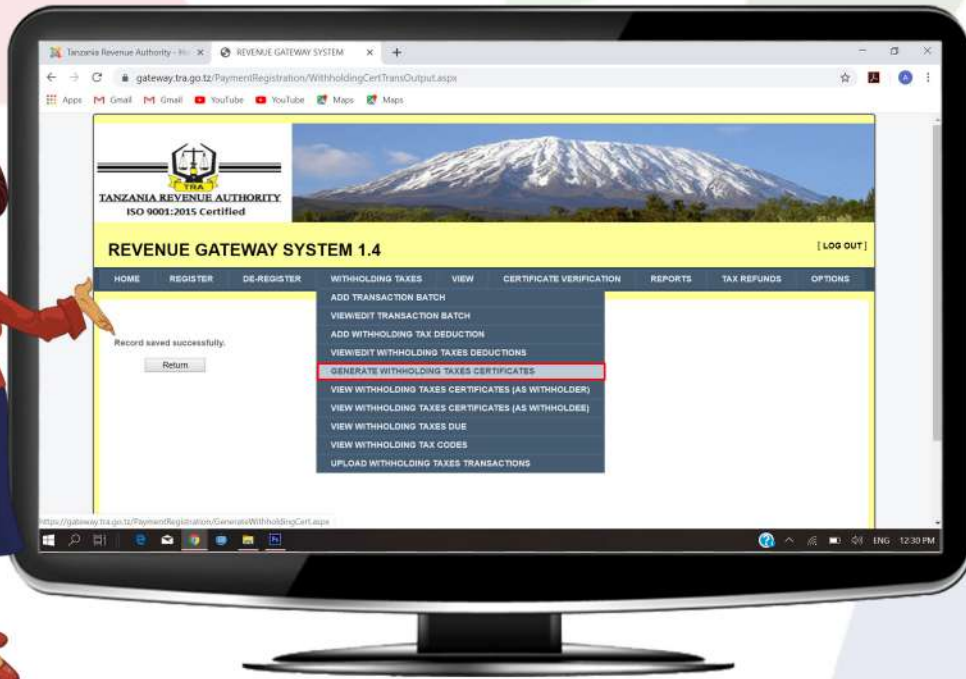 Tanzania Revenue Authority -
REVENUE GATEWAY SYSTEM
gateway.tra.go.tz/PaymentRegistration/WithholdingCertTransOutput.aspx
Apps Gmail Gmail YouTube YouTube Maps Maps
TRA
TANZANIA REVENUE AUTHORITY
ISO 9001:2015 Certified
REVENUE GATEWAY SYSTEM 1.4
[ LOG OUT ]
HOME REGISTER DE-REGISTER WITHHOLDING TAXES VIEW CERTIFICATE VERIFICATION REPORTS TAX REFUNDS OPTIONS
ADD TRANSACTION BATCH
VIEW/EDIT TRANSACTION BATCH
ADD WITHHOLDING TAX DEDUCTION
VIEW/EDIT WITHHOLDING TAXES DEDUCTIONS
GENERATE WITHHOLDING TAXES CERTIFICATES
VIEW WITHHOLDING TAXES CERTIFICATES (AS WITHHOLDER)
VIEW WITHHOLDING TAXES CERTIFICATES (AS WITHHOLDEE)
VIEW WITHHOLDING TAXES DUE
VIEW WITHHOLDING TAX CODES
UPLOAD WITHHOLDING TAXES TRANSACTIONS
Record saved successfully.
Return
https://gateway.tra.go.tz/PaymentRegistration/GenerateWithholdingCert.aspx
ENG 12:30 PM